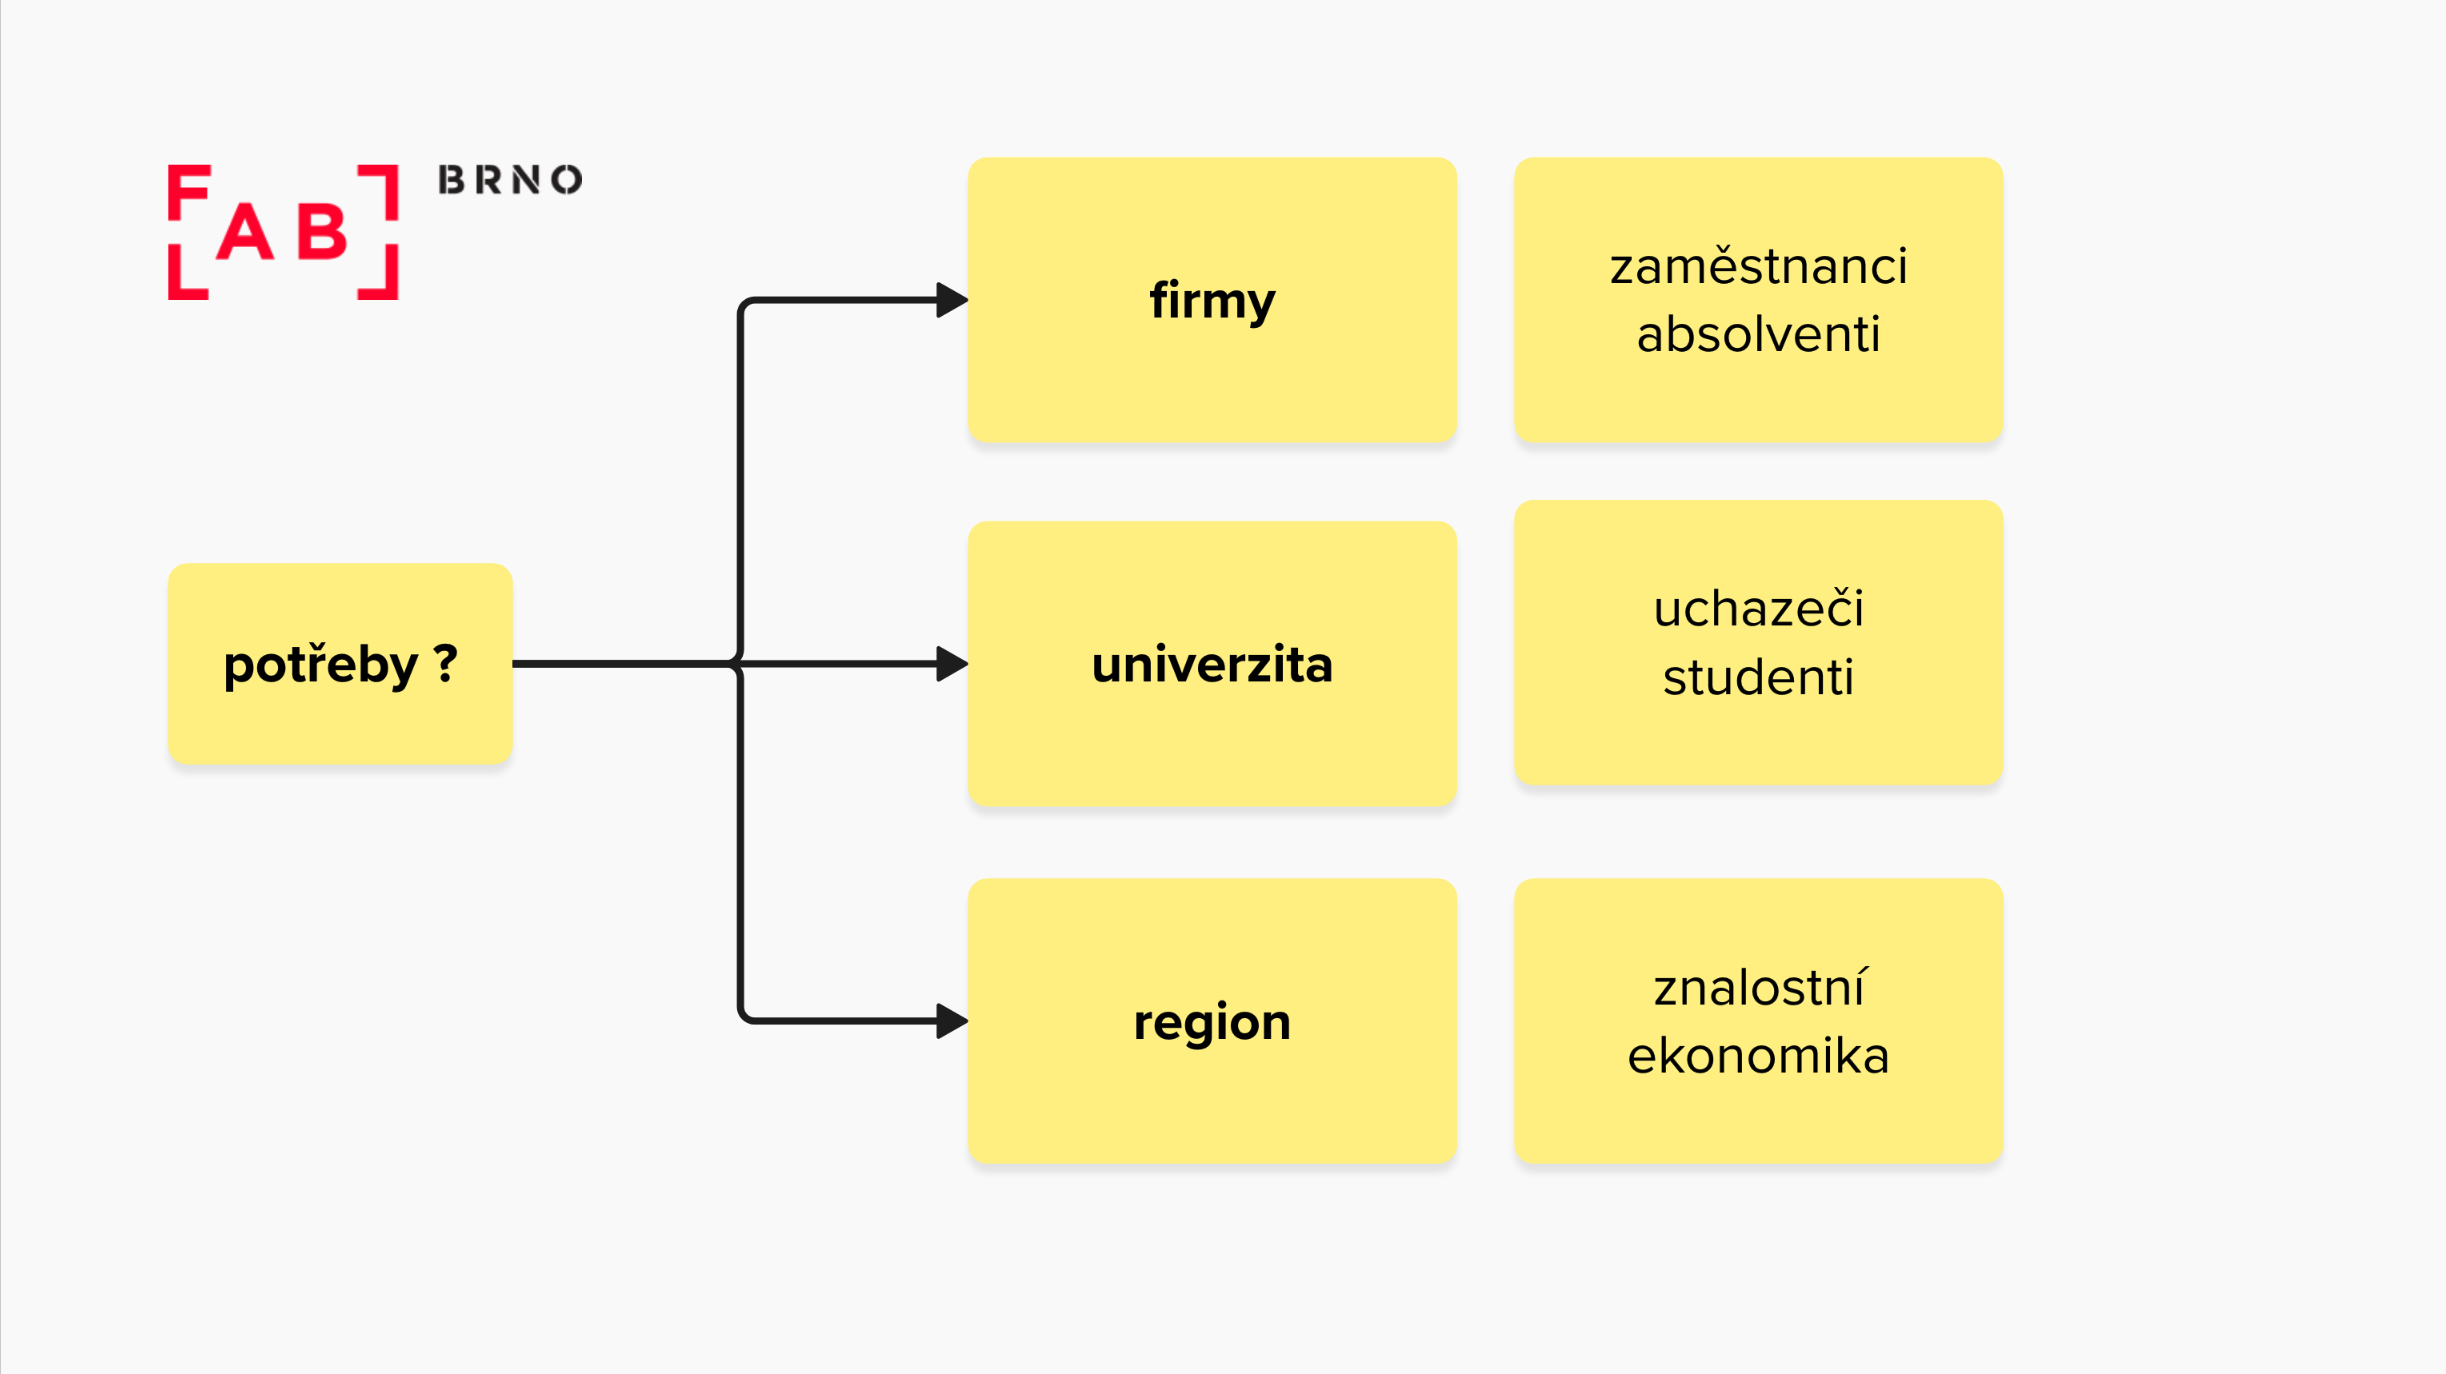 FAB
BRNO
potřeby ?
firmy
zaměstnanci
absolventi
univerzita
uchazeči
studenti
region
znalostní
ekonomika